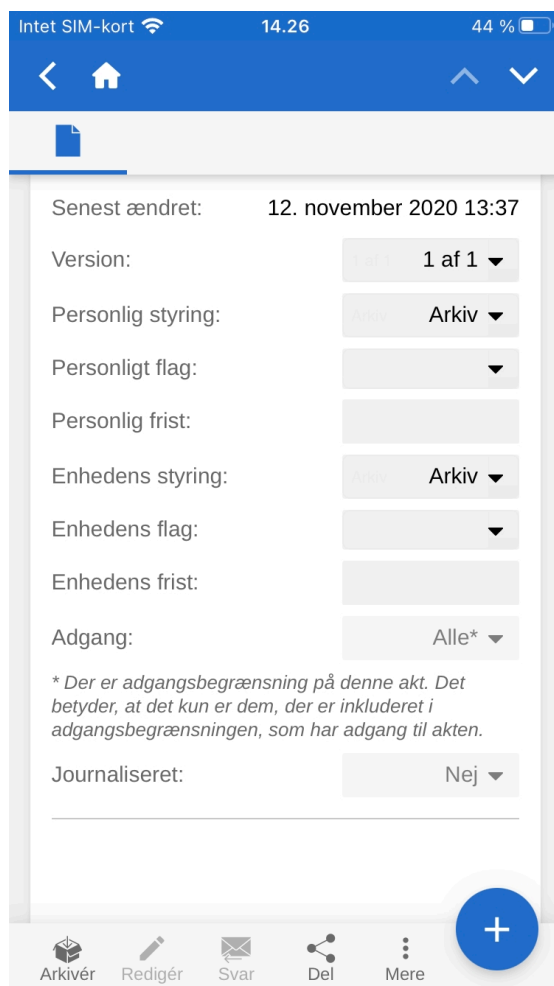 Intet SIM-kort 14.26 44 %
Senest ændret: 12. november 2020 13:37
Version: 1 af 1
Personlig styring: Arkiv
Personligt flag:
Personlig frist:
Enhedens styring: Arkiv
Enhedens flag:
Enhedens frist:
Adgang: Alle*
* Der er adgangsbegrænsning på denne akt. Det
betyder, at det kun er dem, der er inkluderet i
adgangsbegrænsningen, som har adgang til akten.
Journaliseret: Nej
Arkivér Redigér Svar Del Mere